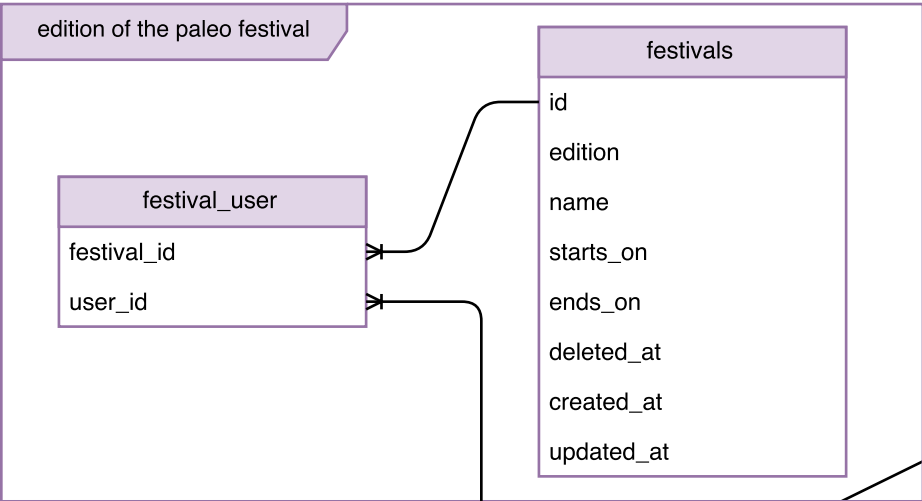 edition of the paleo festival
festivals
id
edition
name
starts_on
ends_on
deleted_at
created_at
updated_at
festival_user
festival_id
user_id